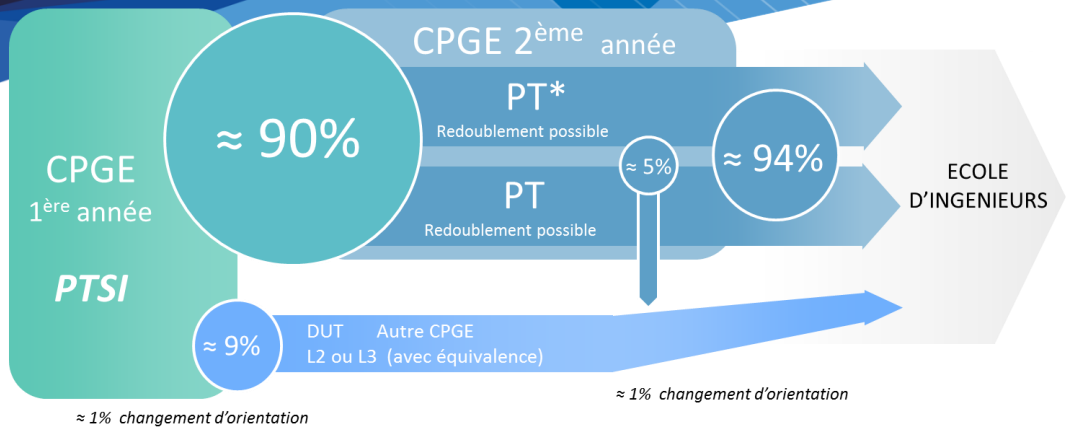 CPGE 2ème année
PT*
Redoublement possible
≈ 90%
≈ 5%
≈ 94%
CPGE
1ère année
PTSI
PT
Redoublement possible
ECOLE
D'INGENIEURS
≈ 9%
DUT Autre CPGE
L2 ou L3 (avec équivalence)
≈ 1% changement d'orientation
≈ 1% changement d'orientation